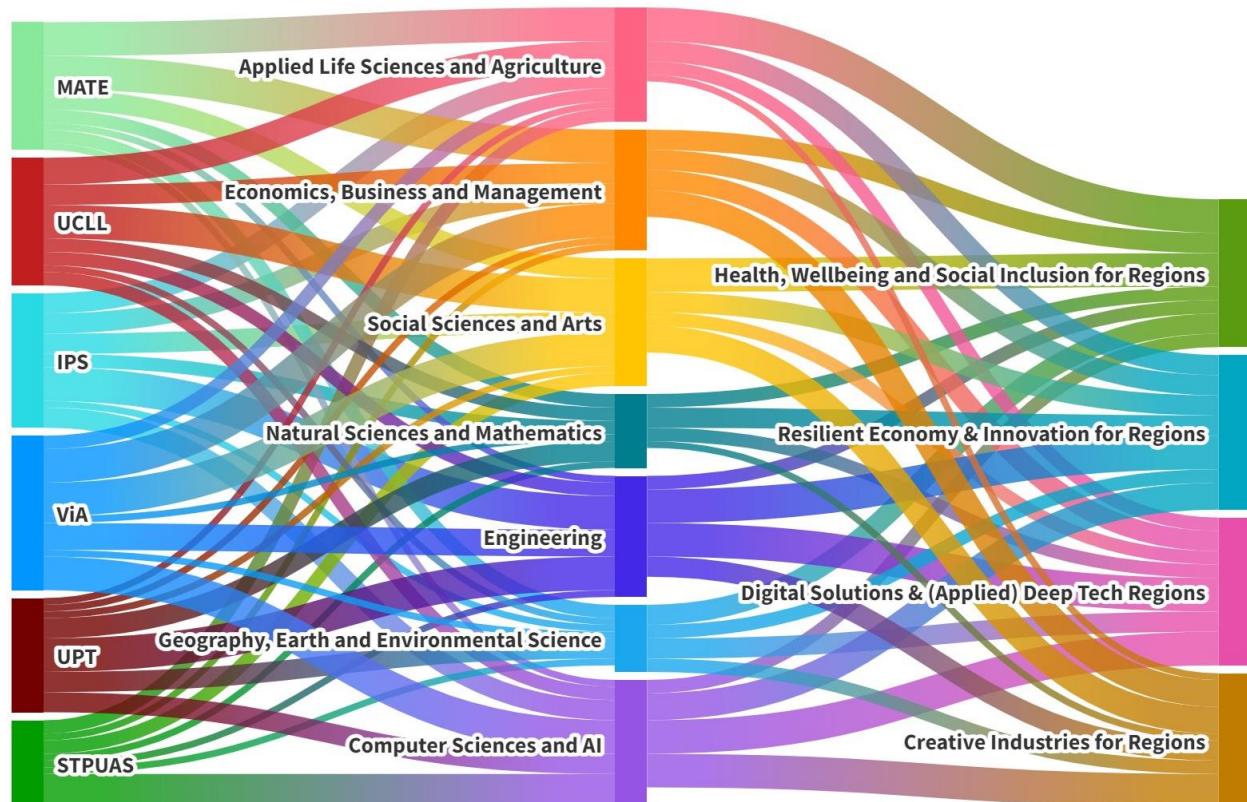 MATE
UCLL
IPS
ViA
UPT
STPUAS
Applied Life Sciences and Agriculture
Economics, Business and Management
Social Sciences and Arts
Natural Sciences and Mathematics
Engineering
Geography, Earth and Environmental Science
Computer Sciences and AI
Health, Wellbeing and Social Inclusion for Regions
Resilient Economy & Innovation for Regions
Digital Solutions & (Applied) Deep Tech Regions
Creative Industries for Regions